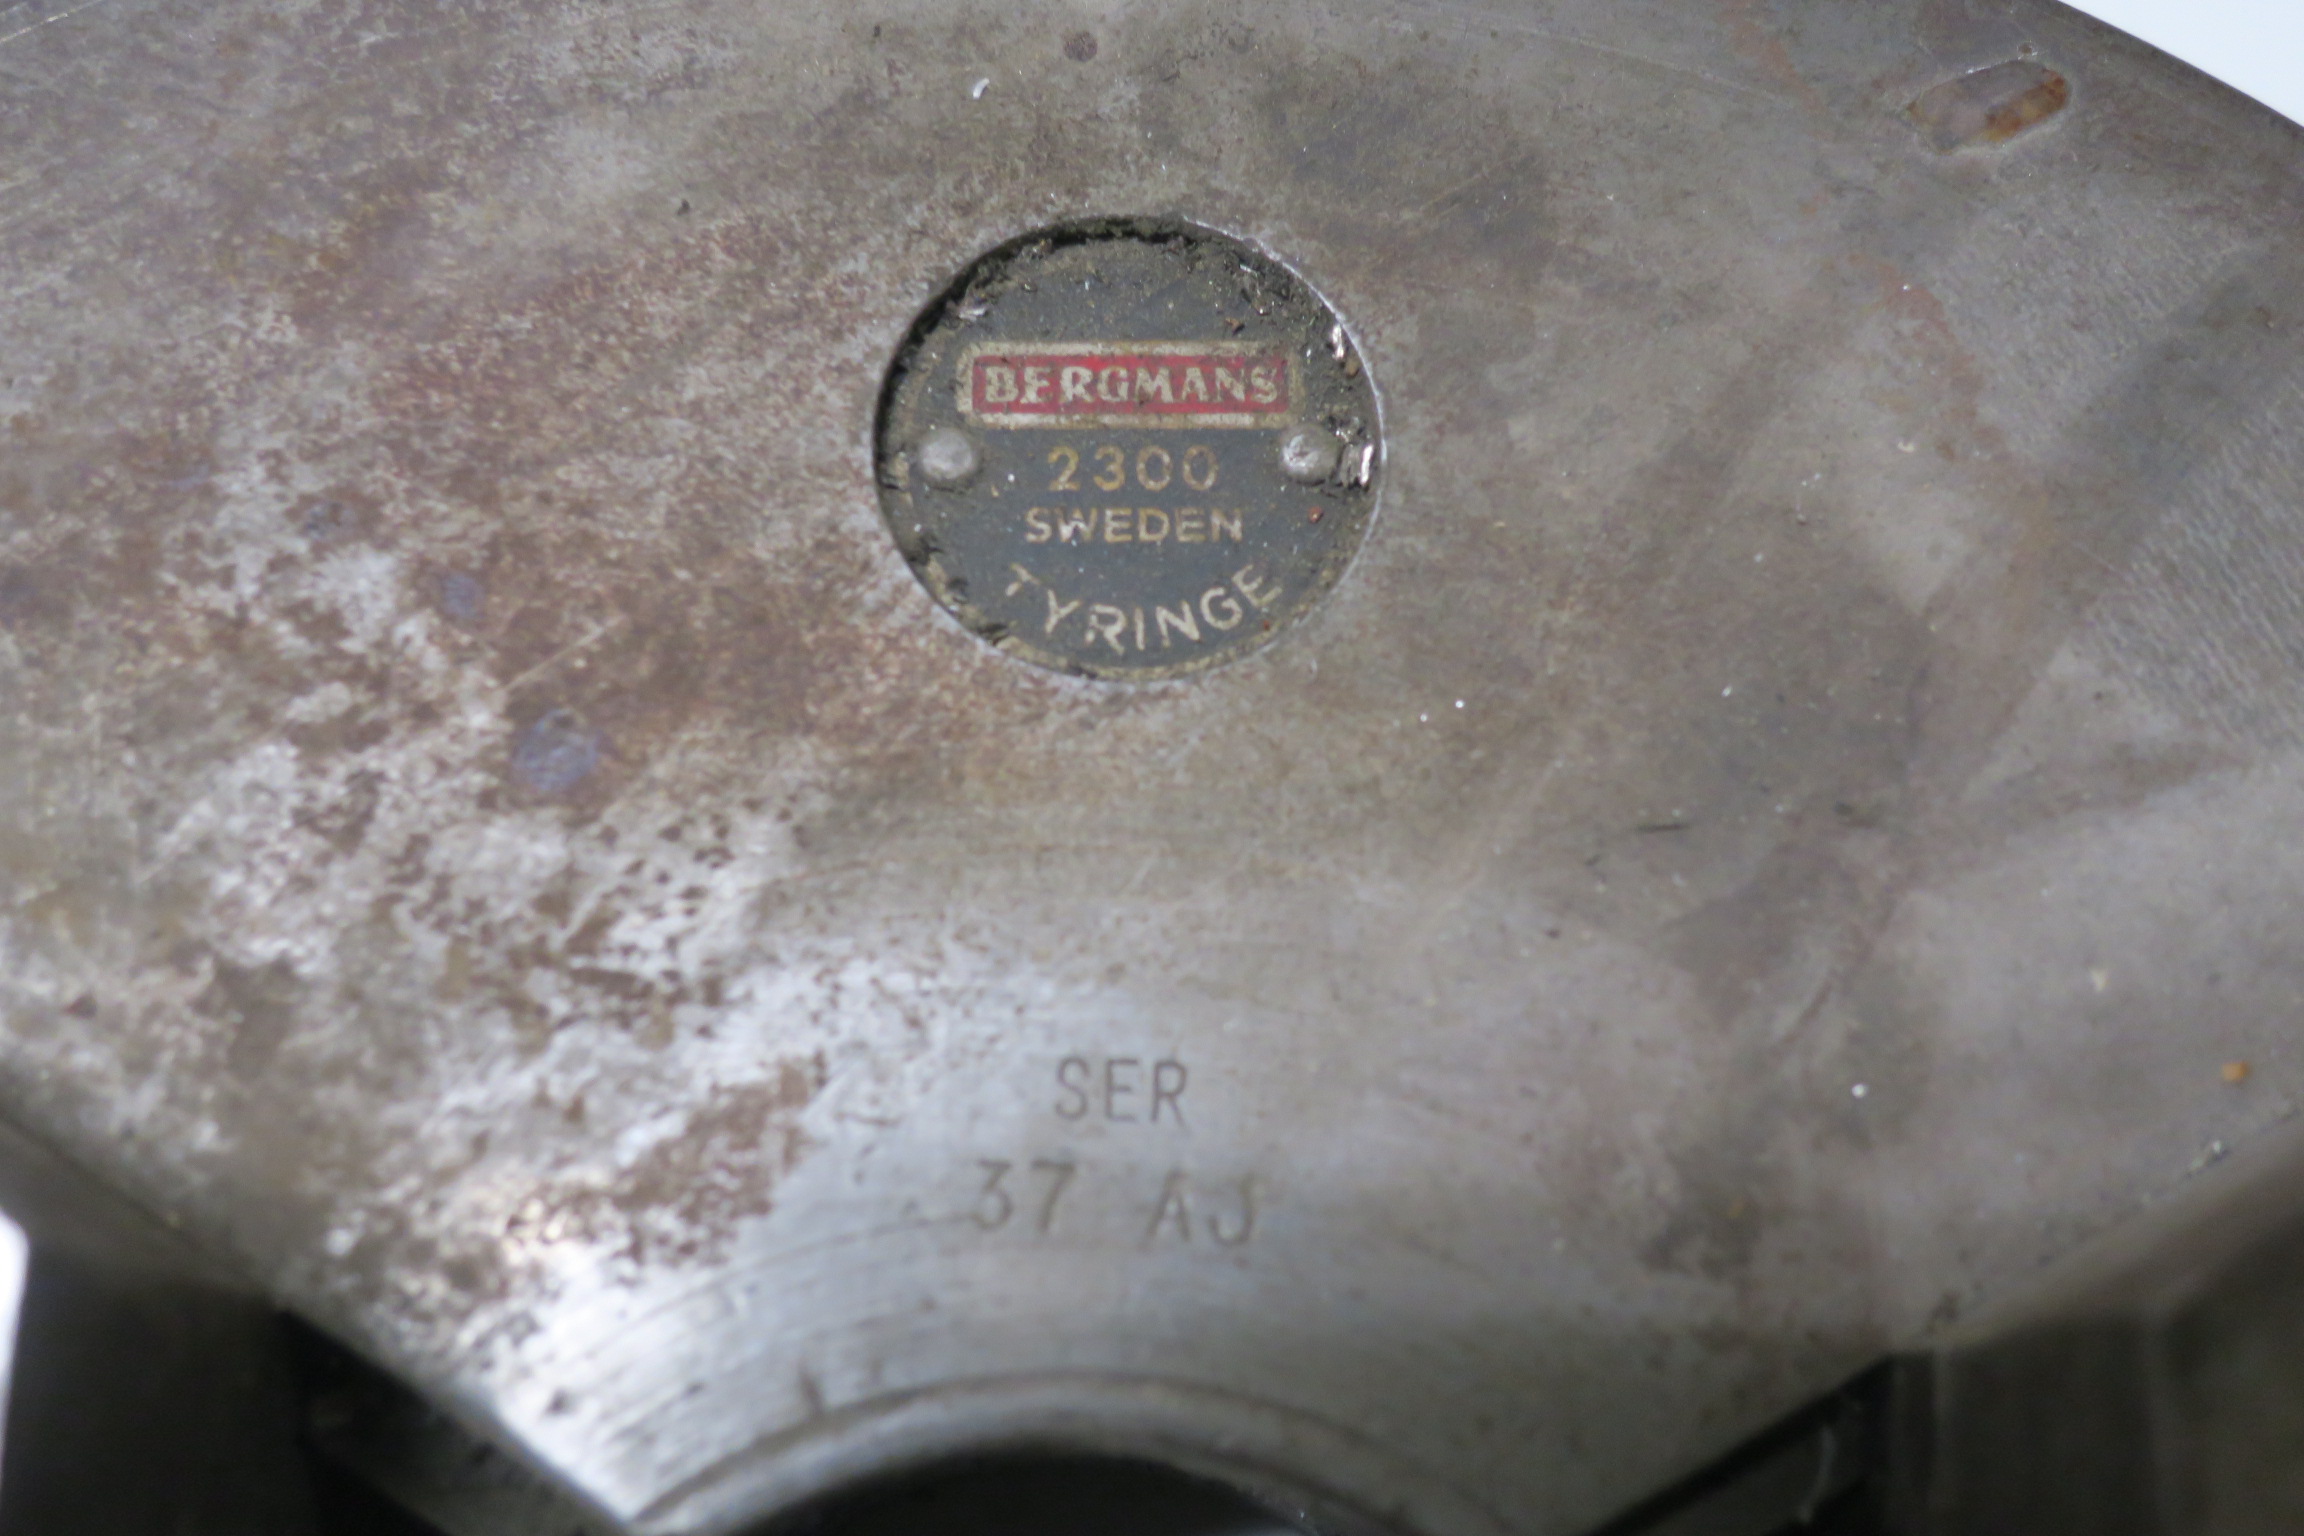 BERGMANS
2300
SWEDEN
TYRINGE
SER
37 AJ